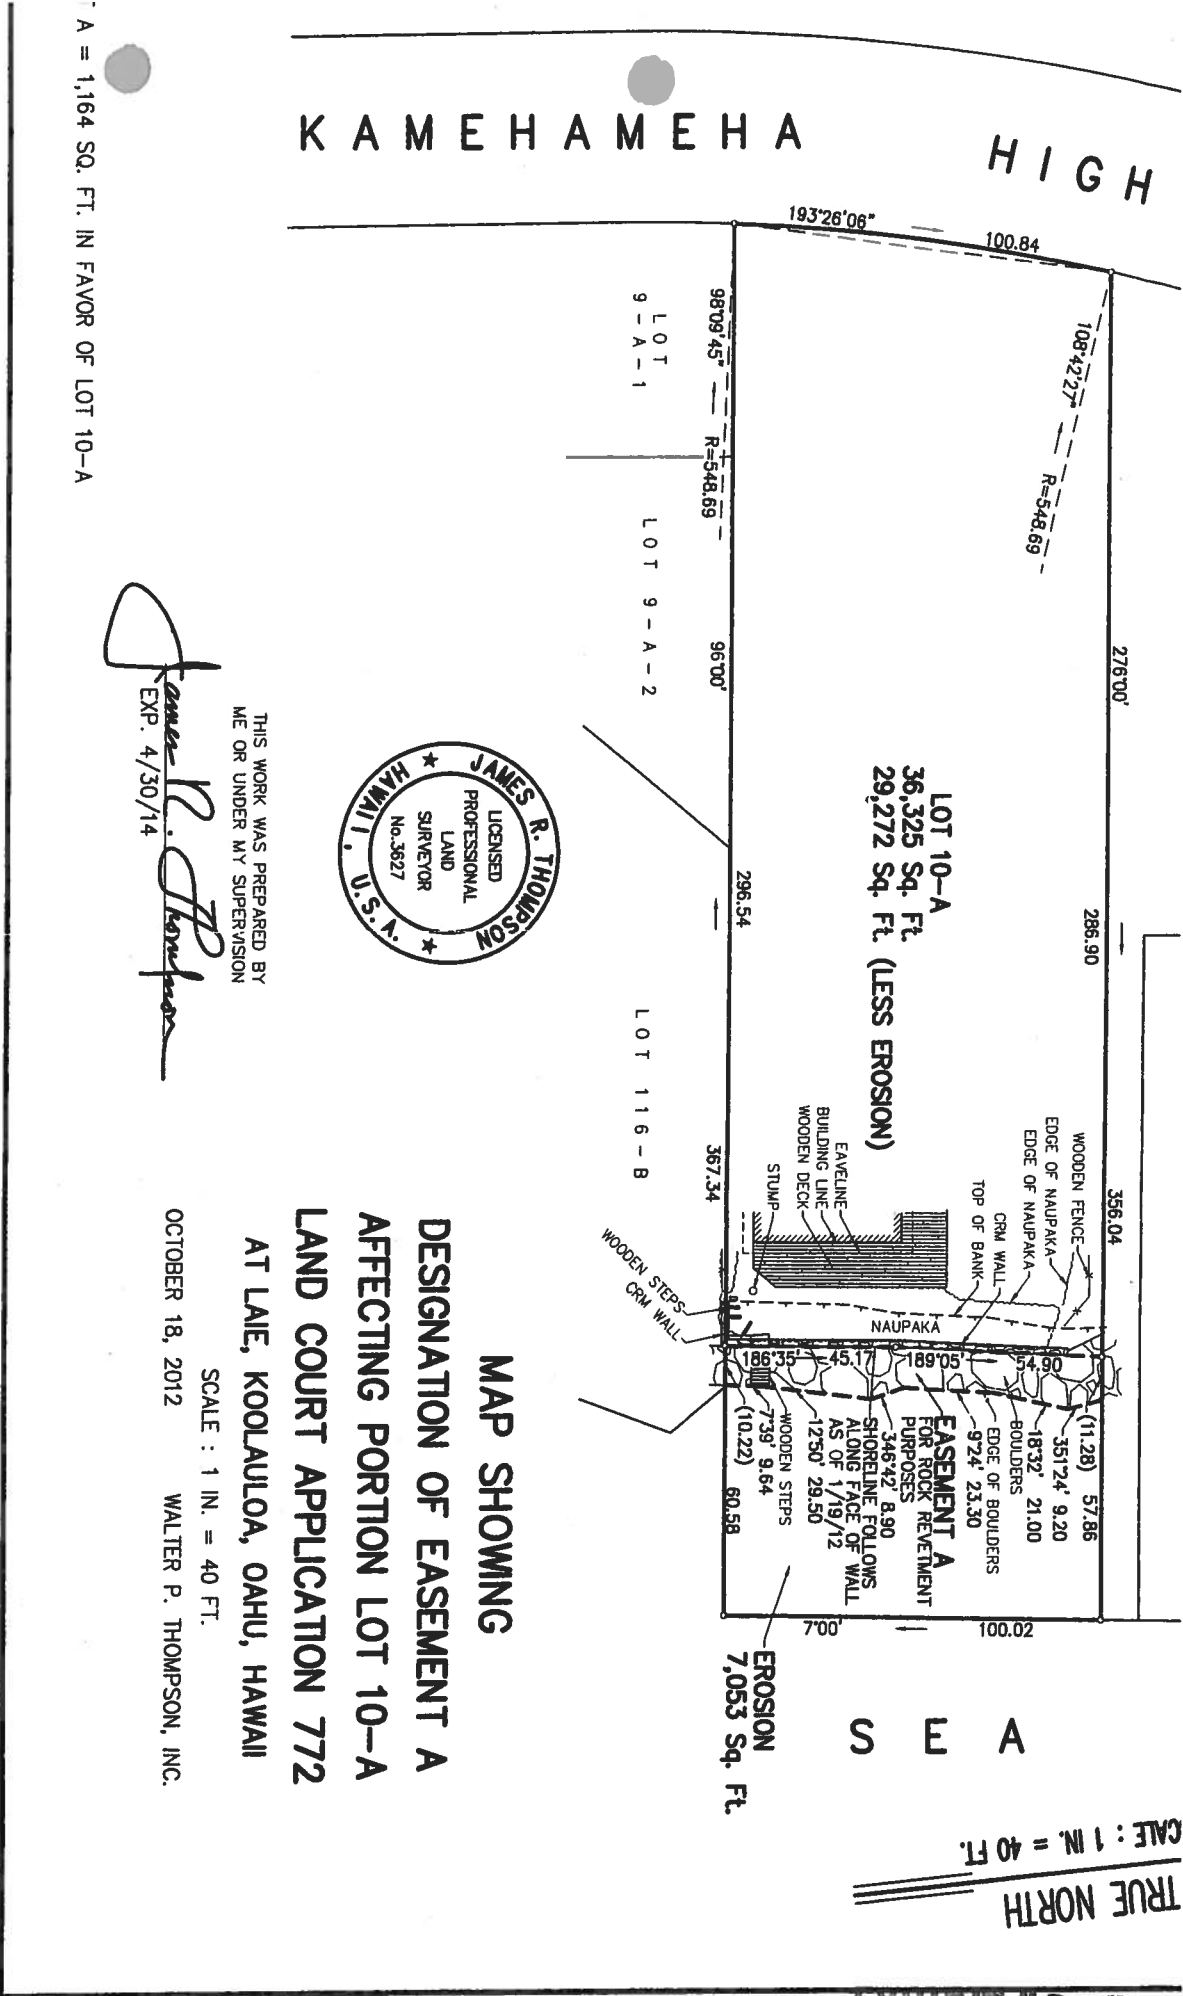 KAMEHAMEHA HIGH
193°26'06"
100.84
98°09'45"
R=548.69
108°42'27"
R=548.69
LOT
9-A-1
LOT 9-A-2
96°00'
276°00'
LOT 10-A
36,325 Sq. Ft.
29,272 Sq. Ft. (LESS EROSION)
296.54
286.90
LOT 116-B
367.34
356.04
WOODEN FENCE
EDGE OF NAUPAKA
EDGE OF NAUPAKA
CRM WALL
TOP OF BANK
EAVELINE
BUILDING LINE
WOODEN DECK
STUMP
WOODEN STEPS
CRM WALL
NAUPAKA
186°35'
45.17
189°05'
54.90
(11.28)
57.86
351°24' 9.20
18°32' 21.00
BOULDERS
EDGE OF BOULDERS
9°24' 23.30
EASEMENT A
FOR ROCK REVETMENT
PURPOSES
346°42' 8.90
SHORELINE FOLLOWS
ALONG FACE OF WALL
AS OF 1/19/12
12°50' 29.50
WOODEN STEPS
7°39' 9.64
(10.22)
60.58
7°00'
100.02
EROSION
7,053 Sq. Ft.
SEA
CALE : 1 IN. = 40 FT.
TRUE NORTH
MAP SHOWING
DESIGNATION OF EASEMENT A
AFFECTING PORTION LOT 10-A
LAND COURT APPLICATION 772
AT LAIE, KOOLAULOA, OAHU, HAWAII
SCALE : 1 IN. = 40 FT.
OCTOBER 18, 2012 WALTER P. THOMPSON, INC.
JAMES R. THOMPSON
LICENSED
PROFESSIONAL
LAND
SURVEYOR
No.3627
★ HAWAII, U.S.A. ★
THIS WORK WAS PREPARED BY
ME OR UNDER MY SUPERVISION
James R. Thompson
EXP. 4/30/14
A = 1,164 SQ. FT. IN FAVOR OF LOT 10-A